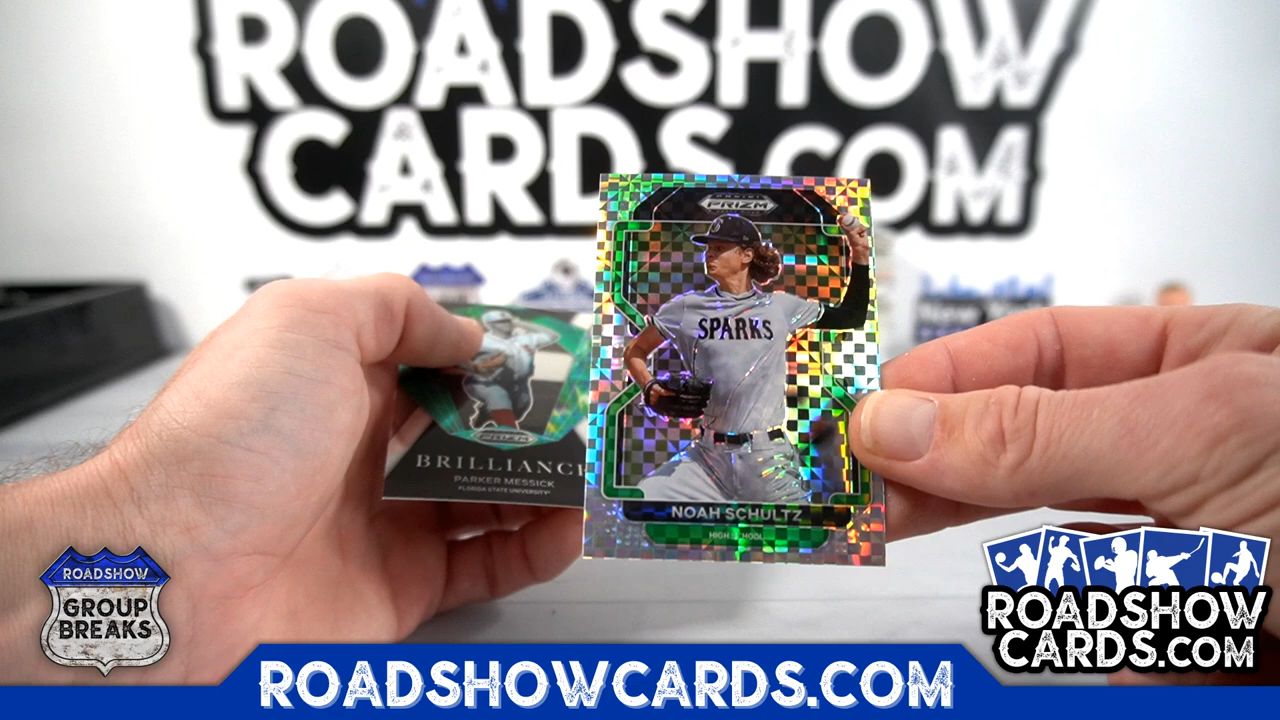 ROADSHOW
CARDS.COM
PANINI
PRIZM
SPARKS
NOAH SCHULTZ
HIGH SCHOOL
PRIZM
BRILLIANCE
PARKER MESSICK
FLORIDA STATE UNIVERSITY
ROADSHOW
GROUP
BREAKS
ROADSHOWCARDS.COM
ROADSHOW
CARDS.COM